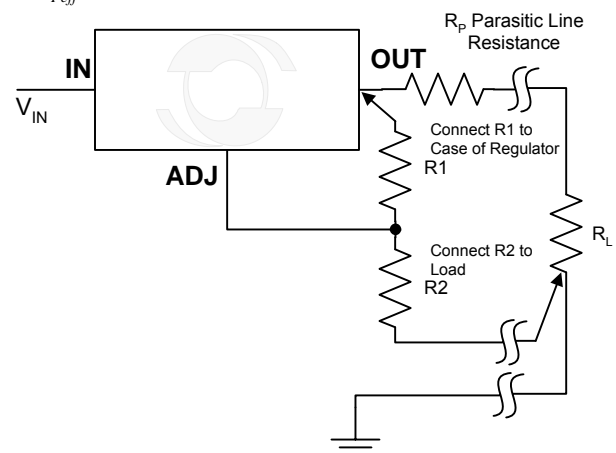 eff
R_P Parasitic Line
Resistance
IN
OUT
V_IN
Connect R1 to
Case of Regulator
R1
ADJ
R_L
Connect R2 to
Load
R2